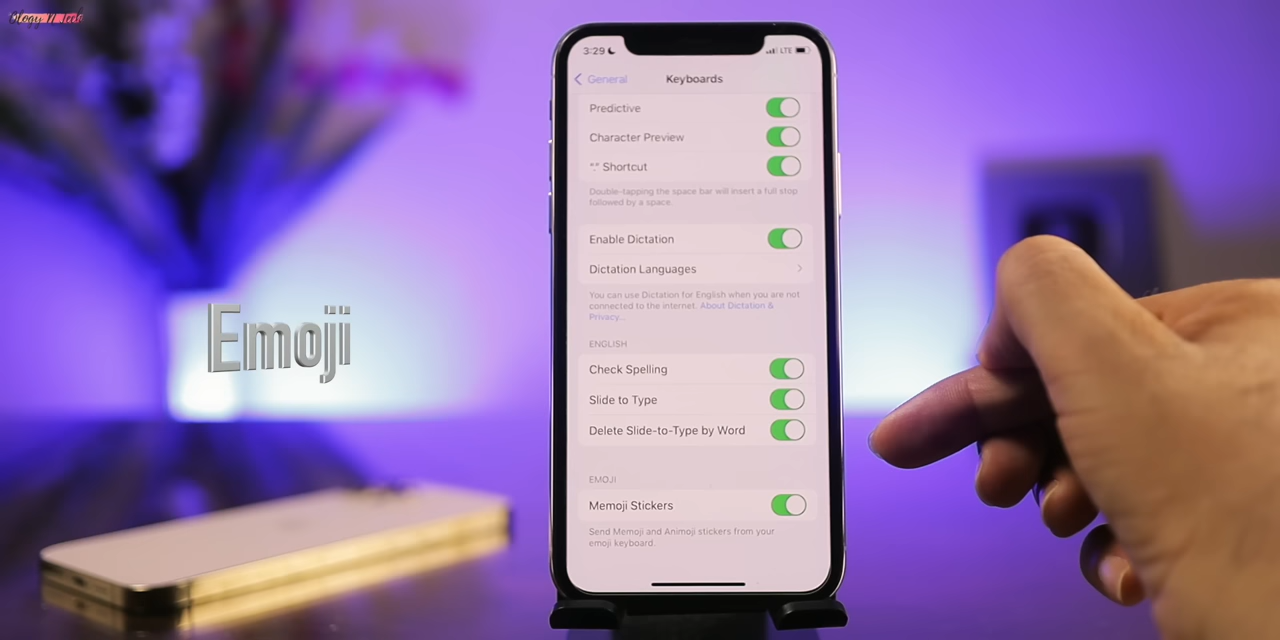 3:29
LTE
General
Keyboards
Predictive
Character Preview
"." Shortcut
Double-tapping the space bar will insert a full stop
followed by a space.
Enable Dictation
Dictation Languages
You can use Dictation for English when you are not
connected to the internet. About Dictation &
Privacy...
ENGLISH
Check Spelling
Slide to Type
Delete Slide-to-Type by Word
EMOJI
Memoji Stickers
Send Memoji and Animoji stickers from your
emoji keyboard.
Emoji